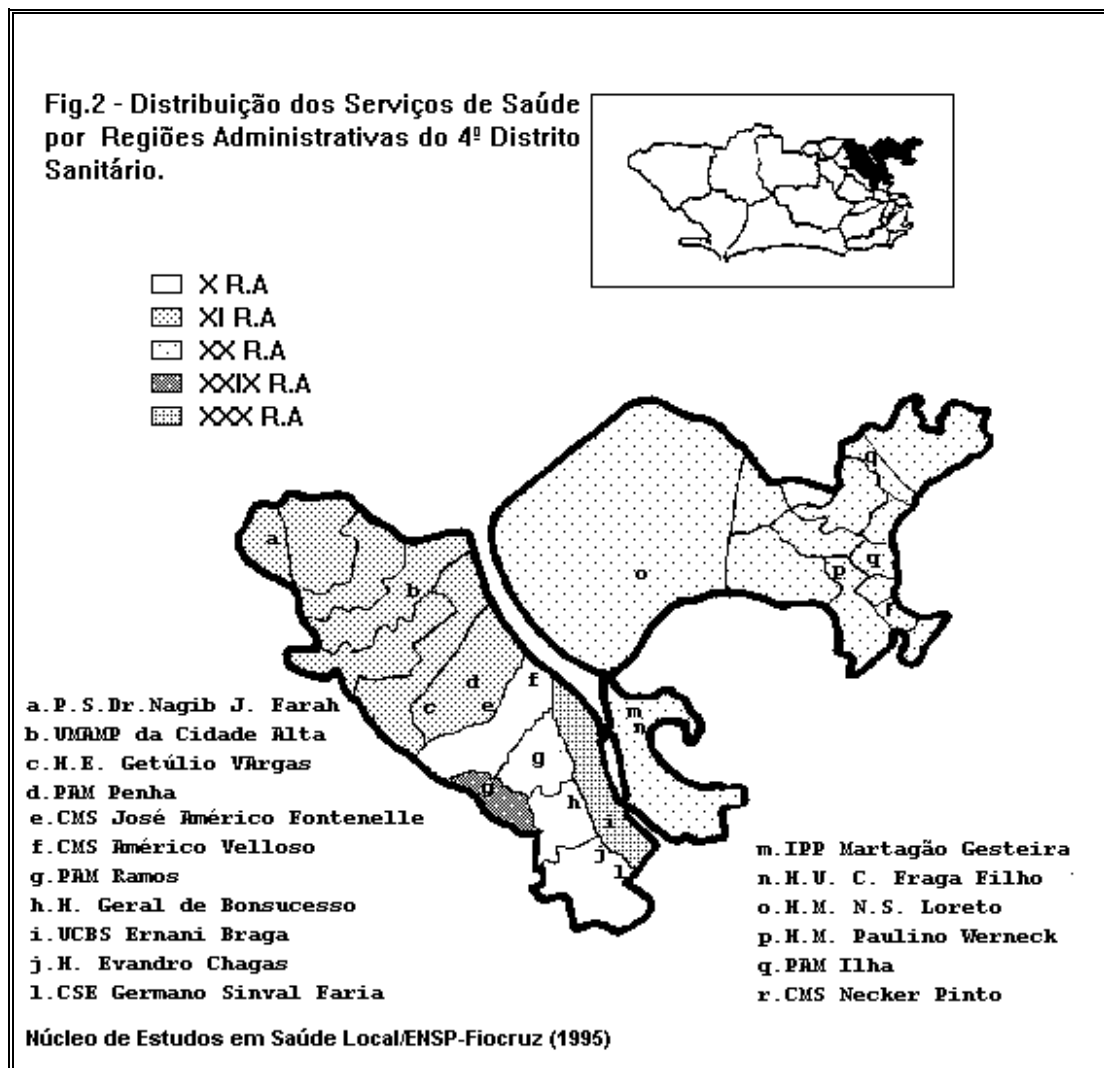 Fig.2 - Distribuição dos Serviços de Saúde
por Regiões Administrativas do 4º Distrito
Sanitário.
X R.A
XI R.A
XX R.A
XXIX R.A
XXX R.A
q
a
b
o
p
q
r
d
f
c
e
m
n
g
g
h
i
j
l
a.P.S.Dr.Nagib J. Farah
b.UMAMP da Cidade Alta
c.H.E. Getúlio VArgas
d.PAM Penha
e.CMS José Américo Fontenelle
f.CMS Américo Velloso
g.PAM Ramos
h.H. Geral de Bonsucesso
i.UCBS Ernani Braga
j.H. Evandro Chagas
l.CSE Germano Sinval Faria
m.IPP Martagão Gesteira
n.H.U. C. Fraga Filho
o.H.M. N.S. Loreto
p.H.M. Paulino Werneck
q.PAM Ilha
r.CMS Necker Pinto
Núcleo de Estudos em Saúde Local/ENSP-Fiocruz (1995)